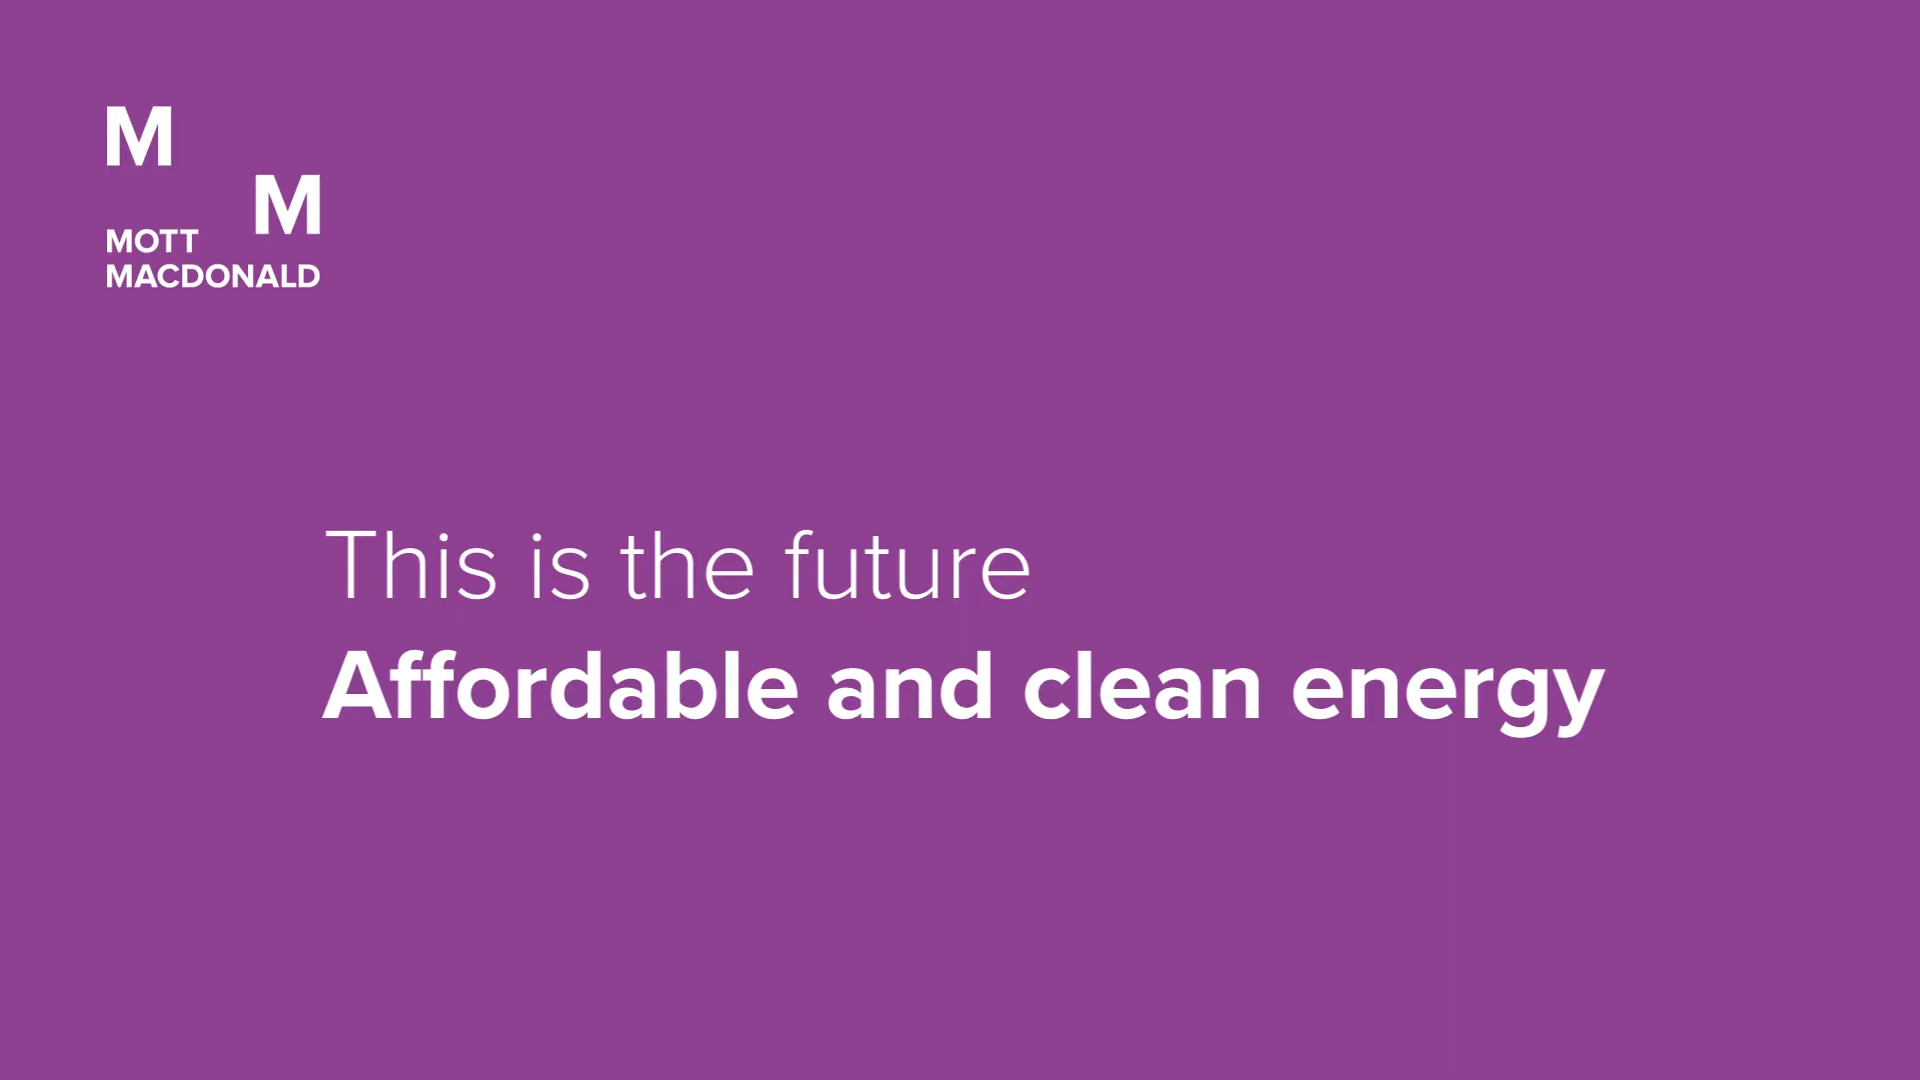 M
M
MOTT
MACDONALD
This is the future
Affordable and clean energy